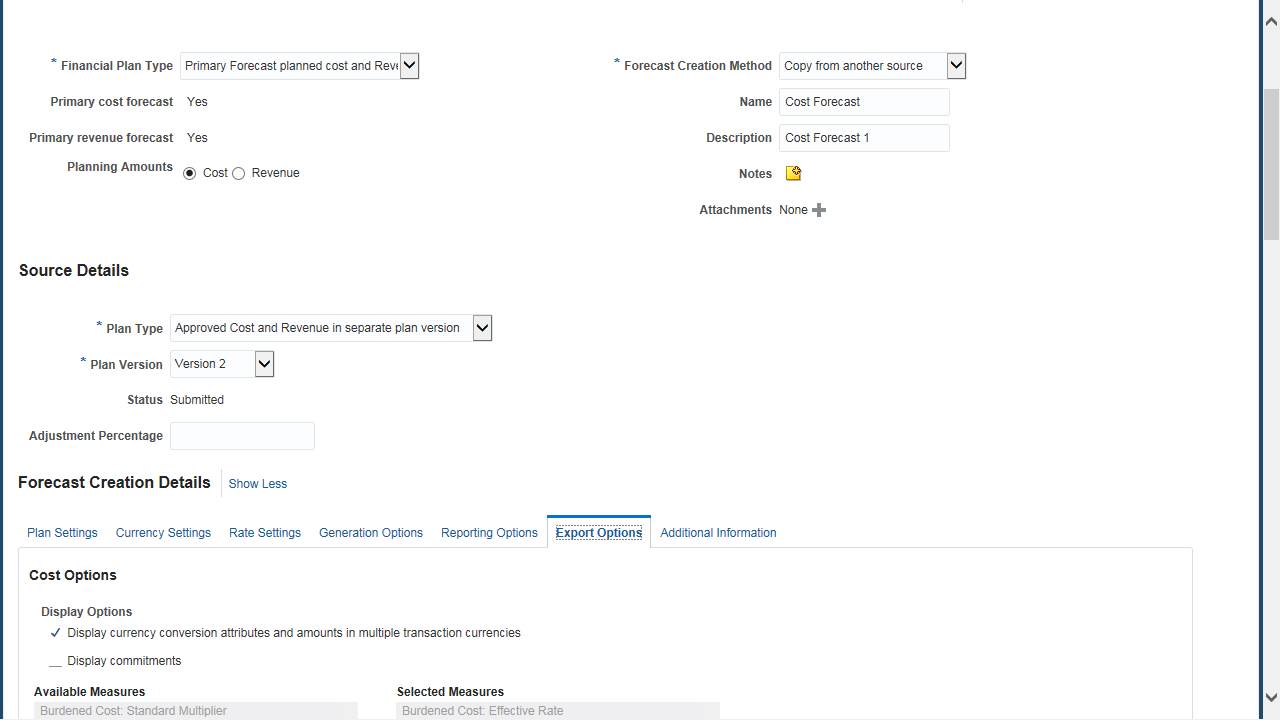 * Financial Plan Type Primary Forecast planned cost and Reve
Primary cost forecast Yes
Primary revenue forecast Yes
Planning Amounts Cost Revenue
* Forecast Creation Method Copy from another source
Name Cost Forecast
Description Cost Forecast 1
Notes
Attachments None
Source Details
* Plan Type Approved Cost and Revenue in separate plan version
* Plan Version Version 2
Status Submitted
Adjustment Percentage
Forecast Creation Details Show Less
Plan Settings Currency Settings Rate Settings Generation Options Reporting Options Export Options Additional Information
Cost Options
Display Options
Display currency conversion attributes and amounts in multiple transaction currencies
Display commitments
Available Measures Selected Measures
Burdened Cost: Standard Multiplier Burdened Cost: Effective Rate